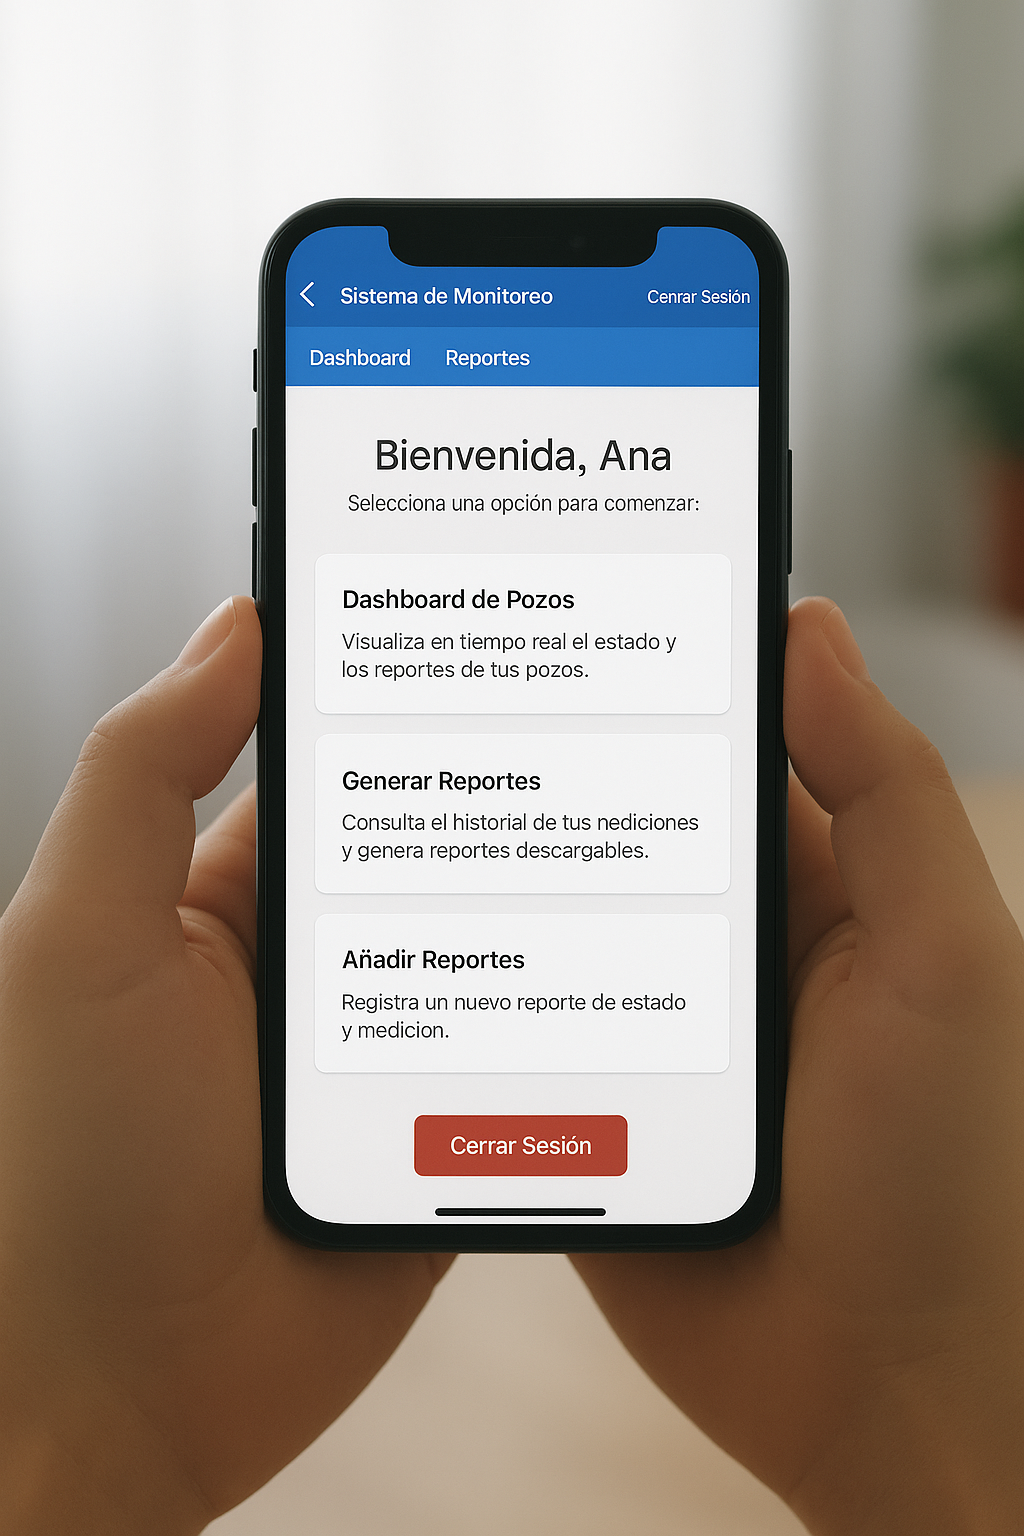 Sistema de Monitoreo
Cenrar Sesión
Dashboard
Reportes
Bienvenida, Ana
Selecciona una opción para comenzar:
Dashboard de Pozos
Visualiza en tiempo real el estado y
los reportes de tus pozos.
Generar Reportes
Consulta el historial de tus nediciones
y genera reportes descargables.
Añadir Reportes
Registra un nuevo reporte de estado
y medicion.
Cerrar Sesión